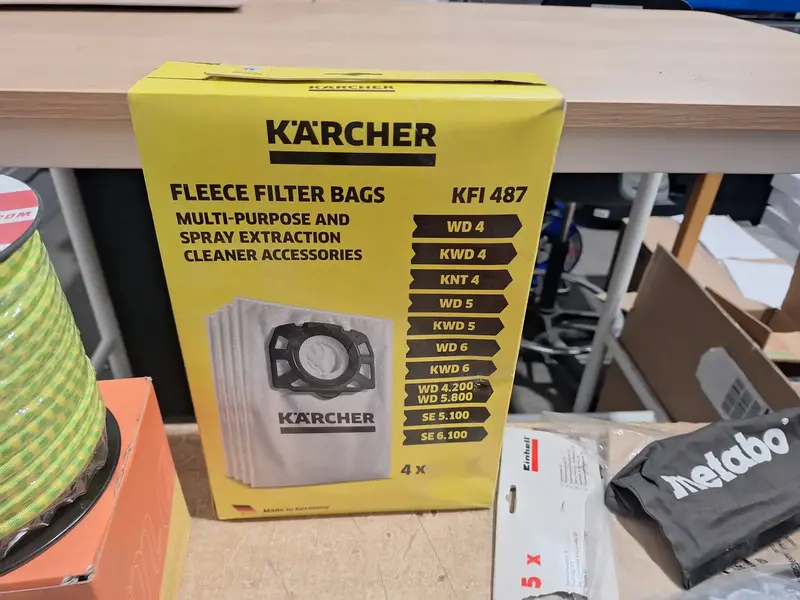 KÄRCHER
KÄRCHER
FLEECE FILTER BAGS
KFI 487
MULTI-PURPOSE AND
SPRAY EXTRACTION
CLEANER ACCESSORIES
WD 4
KWD 4
KNT 4
WD 5
KWD 5
WD 6
KWD 6
WD 4.200
WD 5.800
SE 5.100
SE 6.100
KÄRCHER
4 x
Made in Germany
Einhell
5 x
metabo